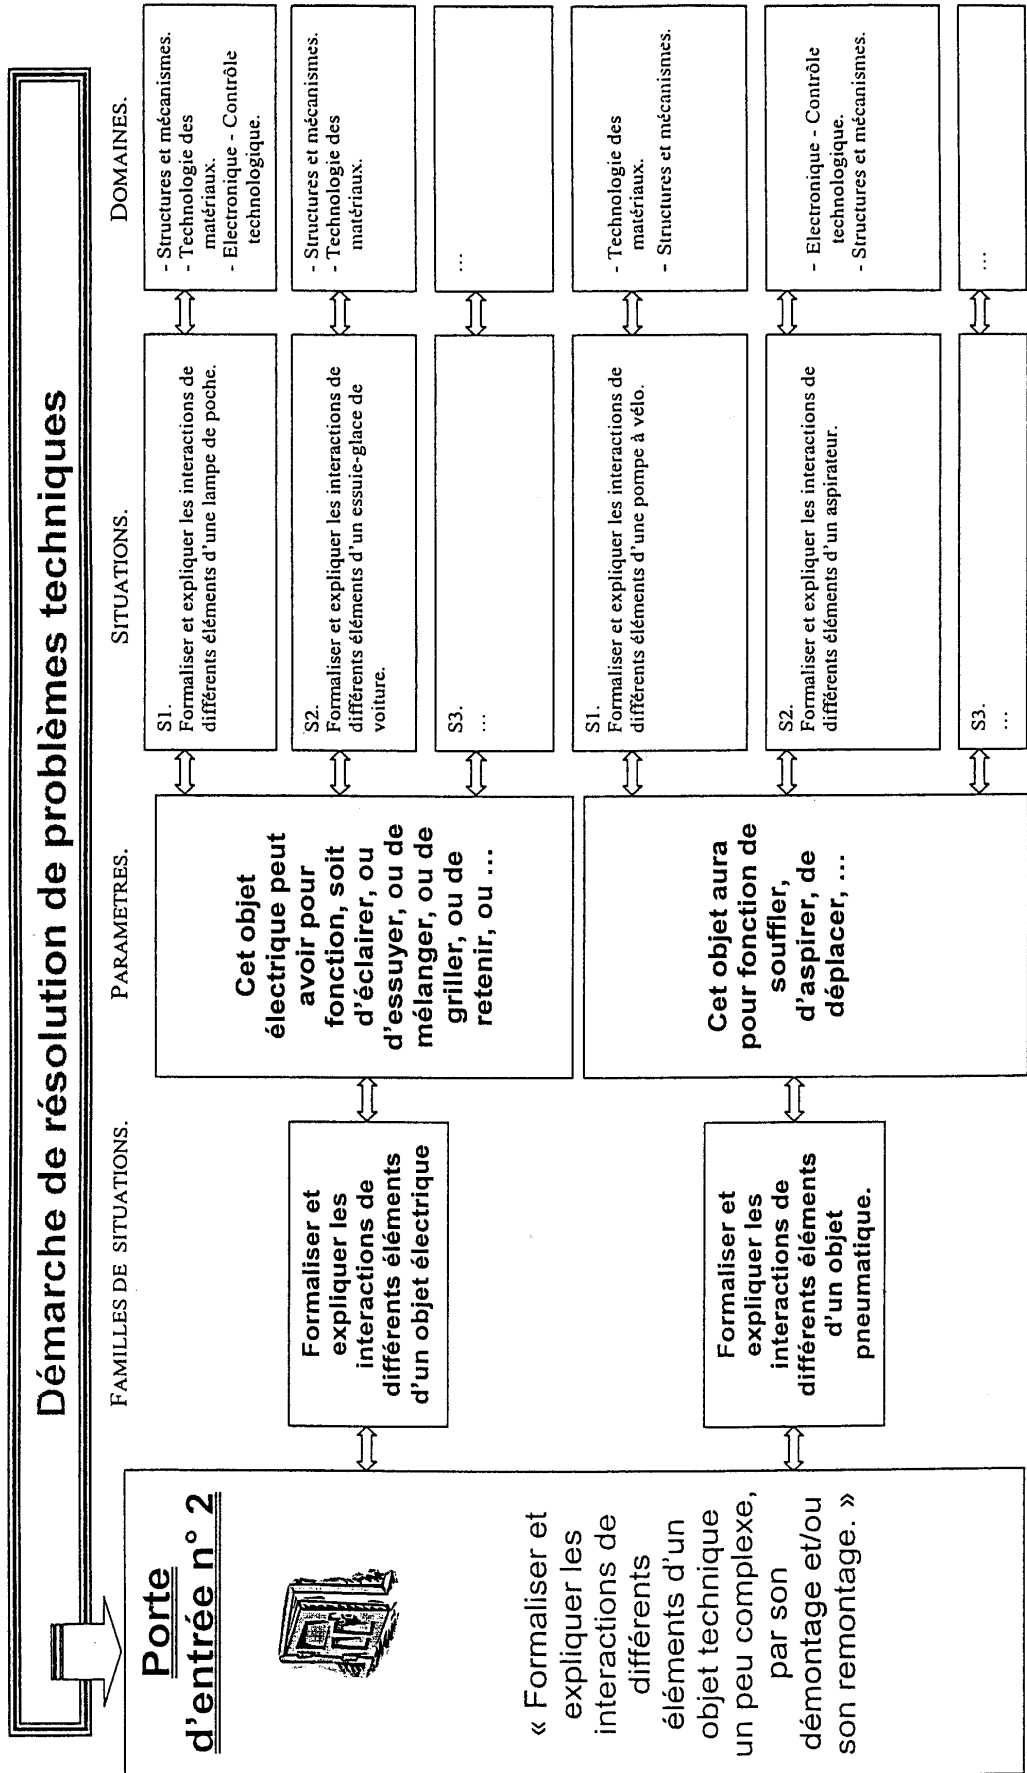 Démarche de résolution de problèmes techniques
FAMILLES DE SITUATIONS.
PARAMETRES.
SITUATIONS.
DOMAINES.
Porte
d'entrée n° 2
« Formaliser et
expliquer les
interactions de
différents
éléments d'un
objet technique
un peu complexe,
par son
démontage et/ou
son remontage. »
Formaliser et
expliquer les
interactions de
différents éléments
d'un objet électrique
Cet objet
électrique peut
avoir pour
fonction, soit
d'éclairer, ou
d'essuyer, ou de
mélanger, ou de
griller, ou de
retenir, ou ...
S1.
Formaliser et expliquer les interactions de
différents éléments d'une lampe de poche.
- Structures et mécanismes.
- Technologie des
matériaux.
- Electronique - Contrôle
technologique.
S2.
Formaliser et expliquer les interactions de
différents éléments d'un essuie-glace de
voiture.
- Structures et mécanismes.
- Technologie des
matériaux.
S3.
...
...
Formaliser et
expliquer les
interactions de
différents éléments
d'un objet
pneumatique.
Cet objet aura
pour fonction de
souffler,
d'aspirer, de
déplacer, ...
S1.
Formaliser et expliquer les interactions de
différents éléments d'une pompe à vélo.
- Technologie des
matériaux.
- Structures et mécanismes.
S2.
Formaliser et expliquer les interactions de
différents éléments d'un aspirateur.
- Electronique - Contrôle
technologique.
- Structures et mécanismes.
S3.
...
...